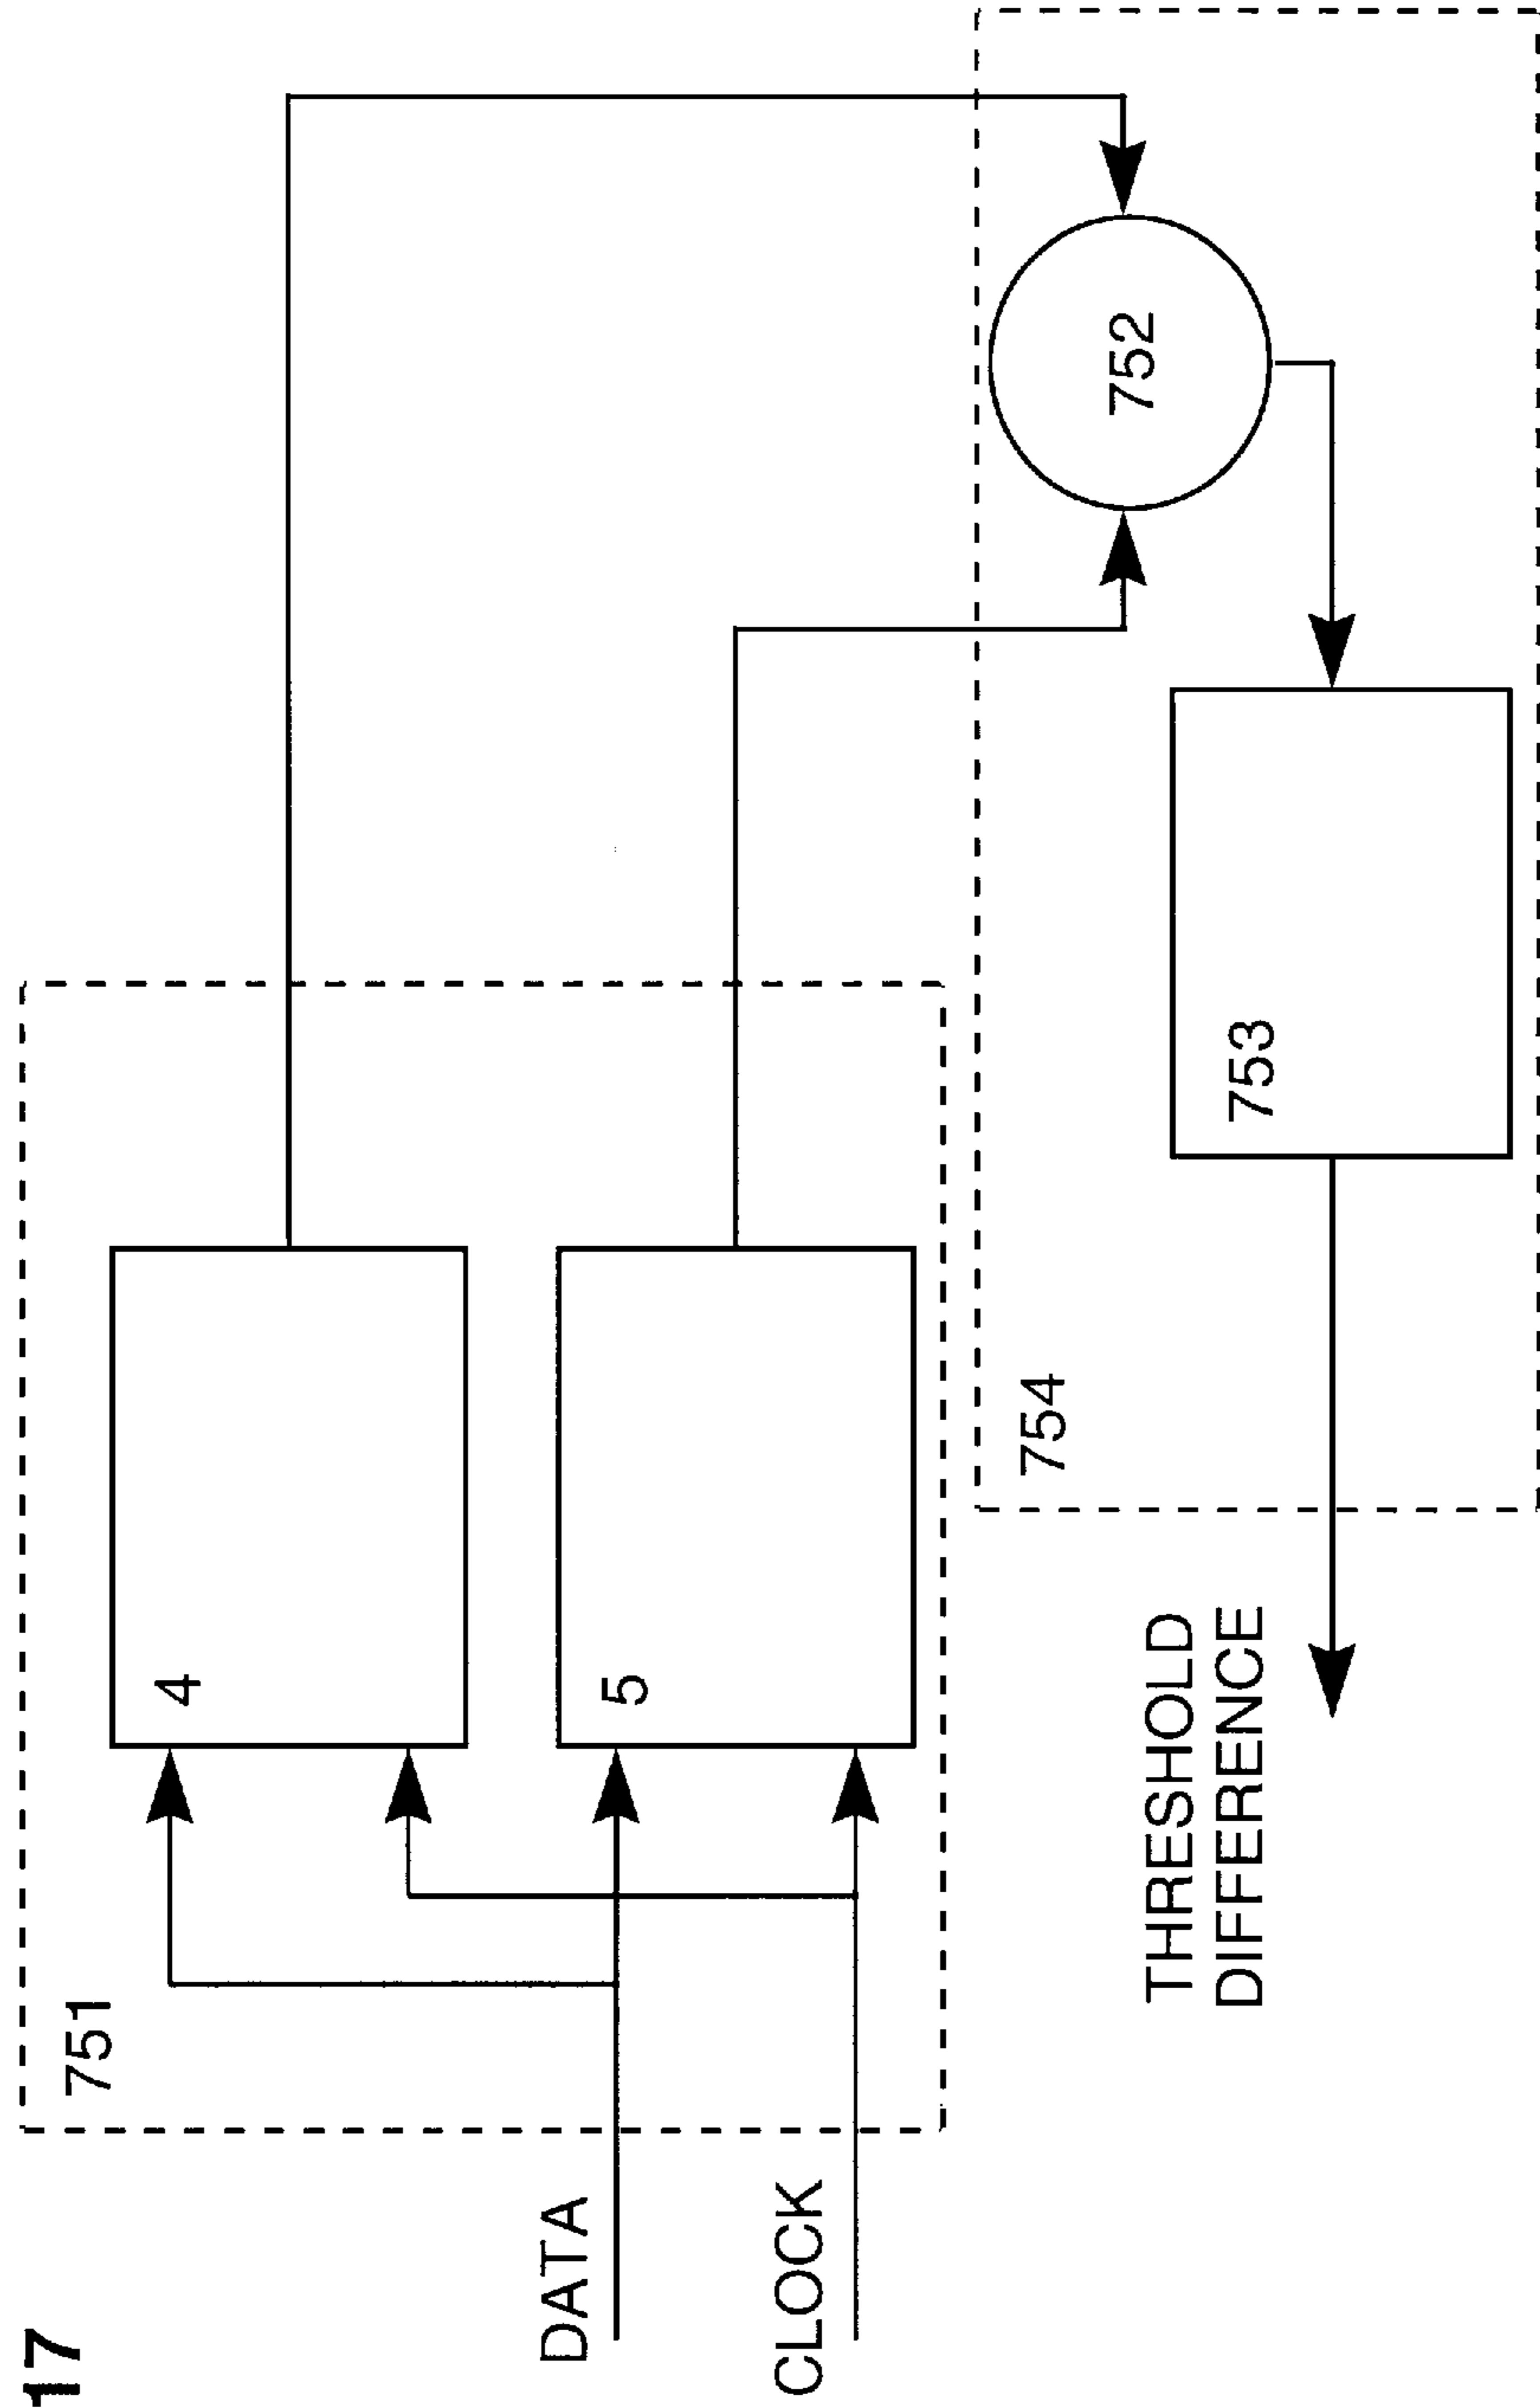 17
751
4
5
DATA
CLOCK
752
753
754
THRESHOLD
DIFFERENCE